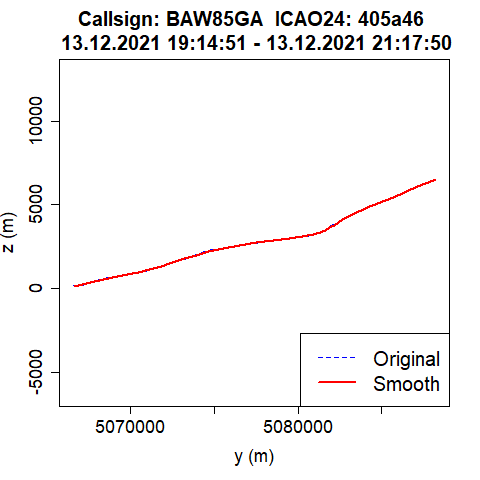 Callsign: BAW85GA  ICAO24: 405a46
13.12.2021 19:14:51 - 13.12.2021 21:17:50
10000
5000
0
-5000
z (m)
Original
Smooth
5070000
5080000
y (m)